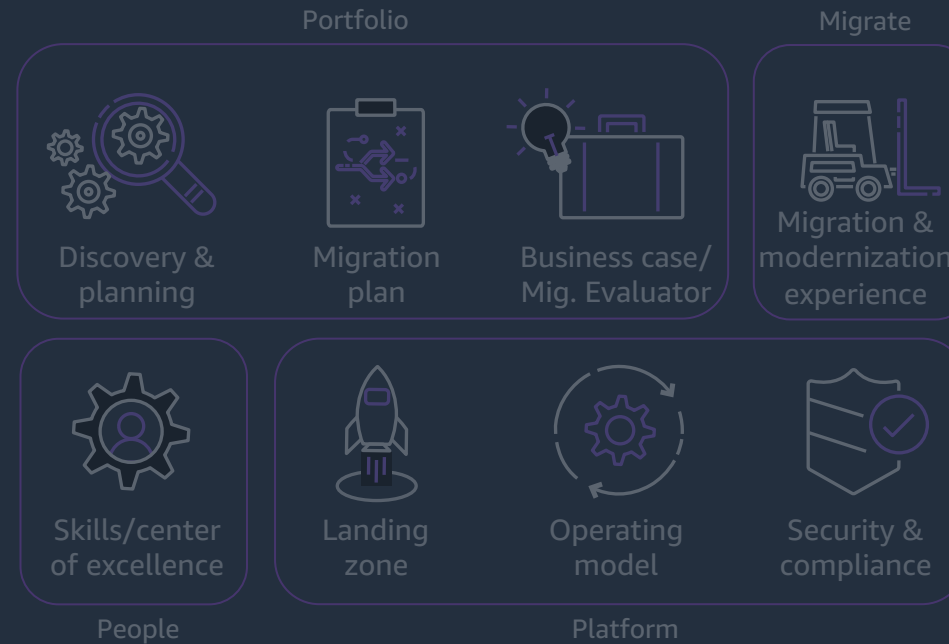 Portfolio
Migrate
Discovery &
planning
Migration
plan
Business case/
Mig. Evaluator
Migration &
modernization
experience
Skills/center
of excellence
Landing
zone
Operating
model
Security &
compliance
People
Platform